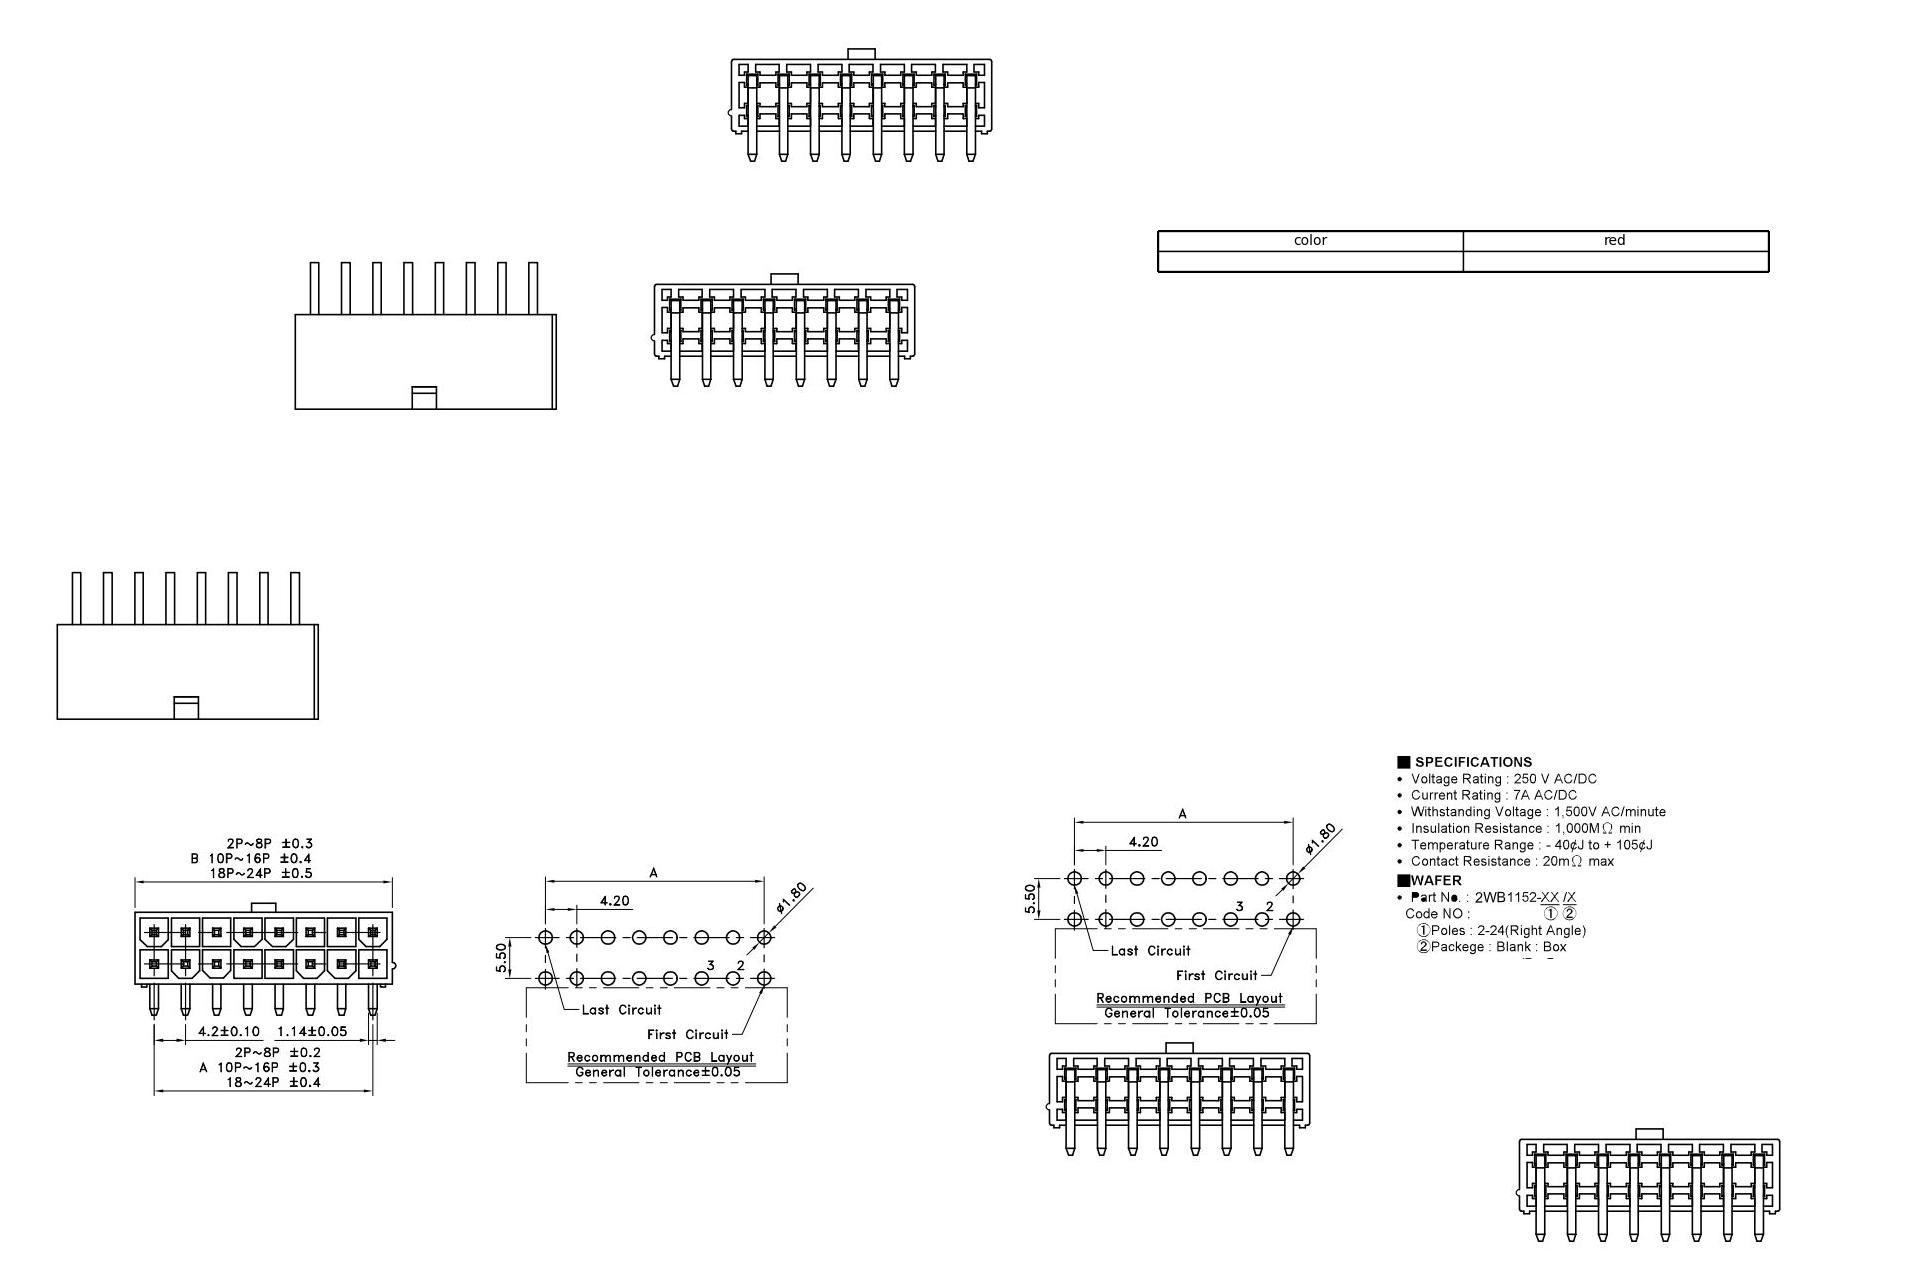 color red
SPECIFICATIONS
• Voltage Rating : 250 V AC/DC
• Current Rating : 7A AC/DC
• Withstanding Voltage : 1,500V AC/minute
• Insulation Resistance : 1,000MΩ min
• Temperature Range : - 40¢J to + 105¢J
• Contact Resistance : 20mΩ max
WAFER
• Part No. : 2WB1152-XX /X
Code NO : ① ②
①Poles : 2-24(Right Angle)
②Packege : Blank : Box
A
4.20
ø1.80
5.50
3 2
Last Circuit
First Circuit
Recommended PCB Layout
General Tolerance±0.05
2P~8P ±0.3
B 10P~16P ±0.4
18P~24P ±0.5
4.2±0.10 1.14±0.05
2P~8P ±0.2
A 10P~16P ±0.3
18~24P ±0.4
A
4.20
ø1.80
5.50
3 2
Last Circuit
First Circuit
Recommended PCB Layout
General Tolerance±0.05